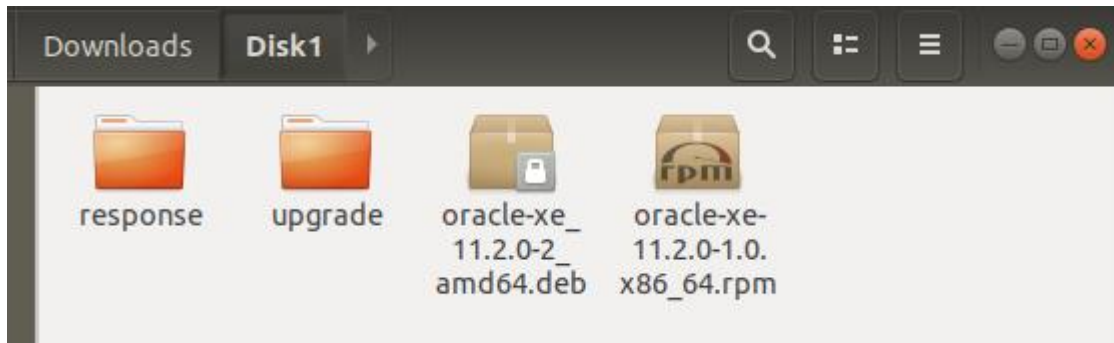 Downloads Disk1
response
upgrade
oracle-xe_
11.2.0-2_
amd64.deb
rpm
oracle-xe-
11.2.0-1.0.
x86_64.rpm